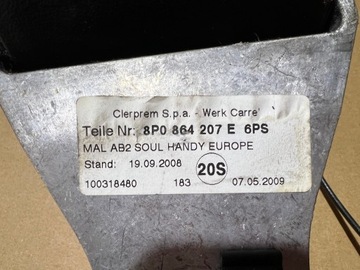 Clerprem S.p.a. - Werk Carre'
Teile Nr: 8P0 864 207 E 6PS
MAL AB2 SOUL HANDY EUROPE
Stand: 19.09.2008 20S
100318480 183 07.05.2009